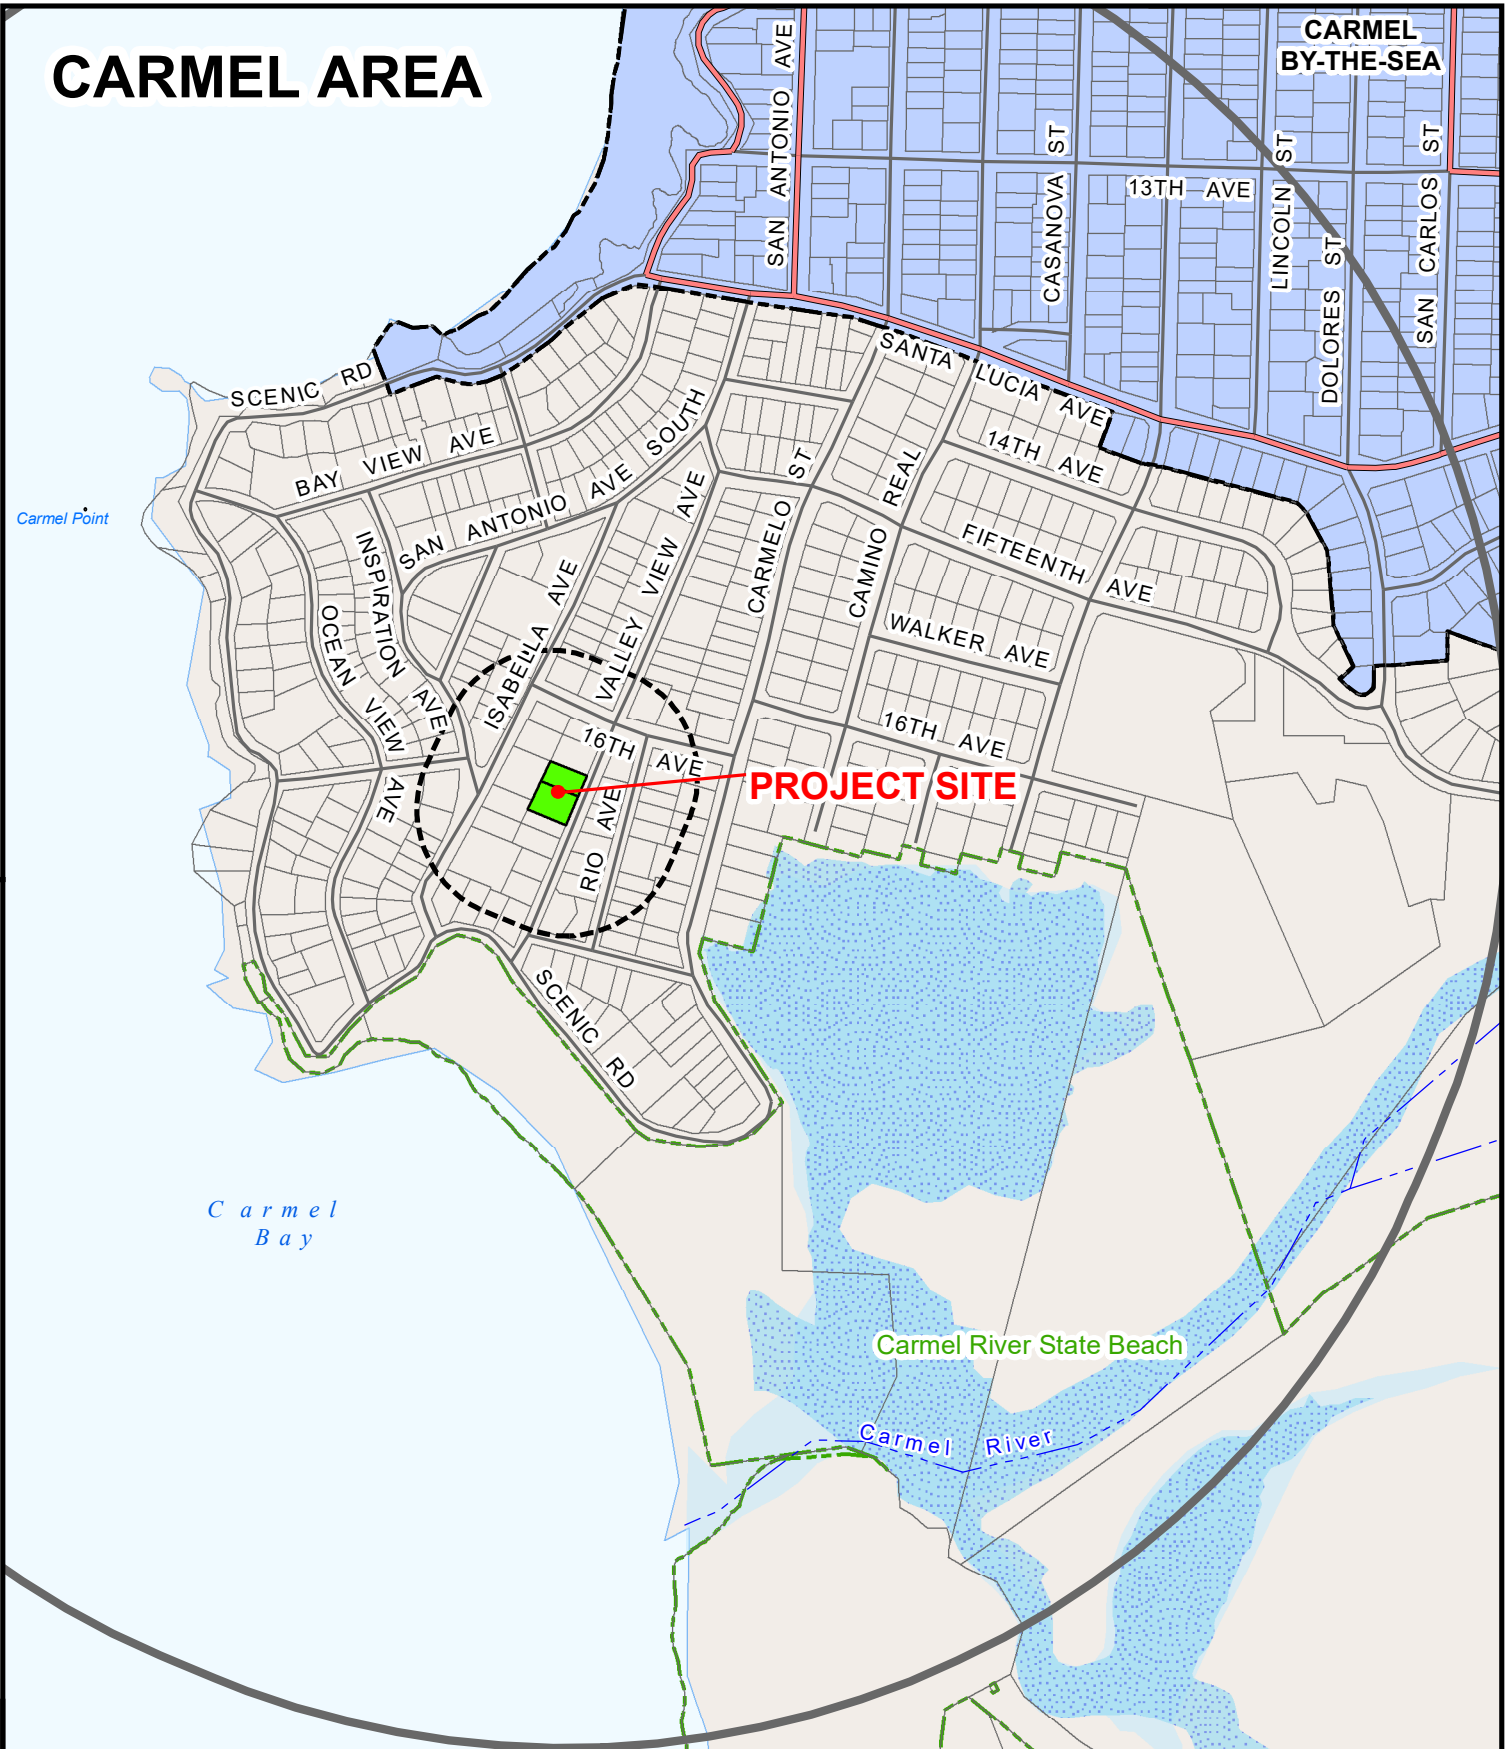 CARMEL AREA
CARMEL
BY-THE-SEA
SAN ANTONIO AVE
CASANOVA ST
13TH AVE
LINCOLN ST
DOLORES ST
SAN CARLOS ST
SCENIC RD
SANTA LUCIA AVE
BAY VIEW AVE
SAN ANTONIO AVE SOUTH
14TH AVE
Carmel Point
INSPIRATION AVE
OCEAN VIEW AVE
ISABELLA AVE
VALLEY VIEW AVE
CARMELO ST
CAMINO REAL
FIFTEENTH AVE
WALKER AVE
16TH AVE
16TH AVE
PROJECT SITE
RIO AVE
SCENIC RD
Carmel
Bay
Carmel River State Beach
Carmel River